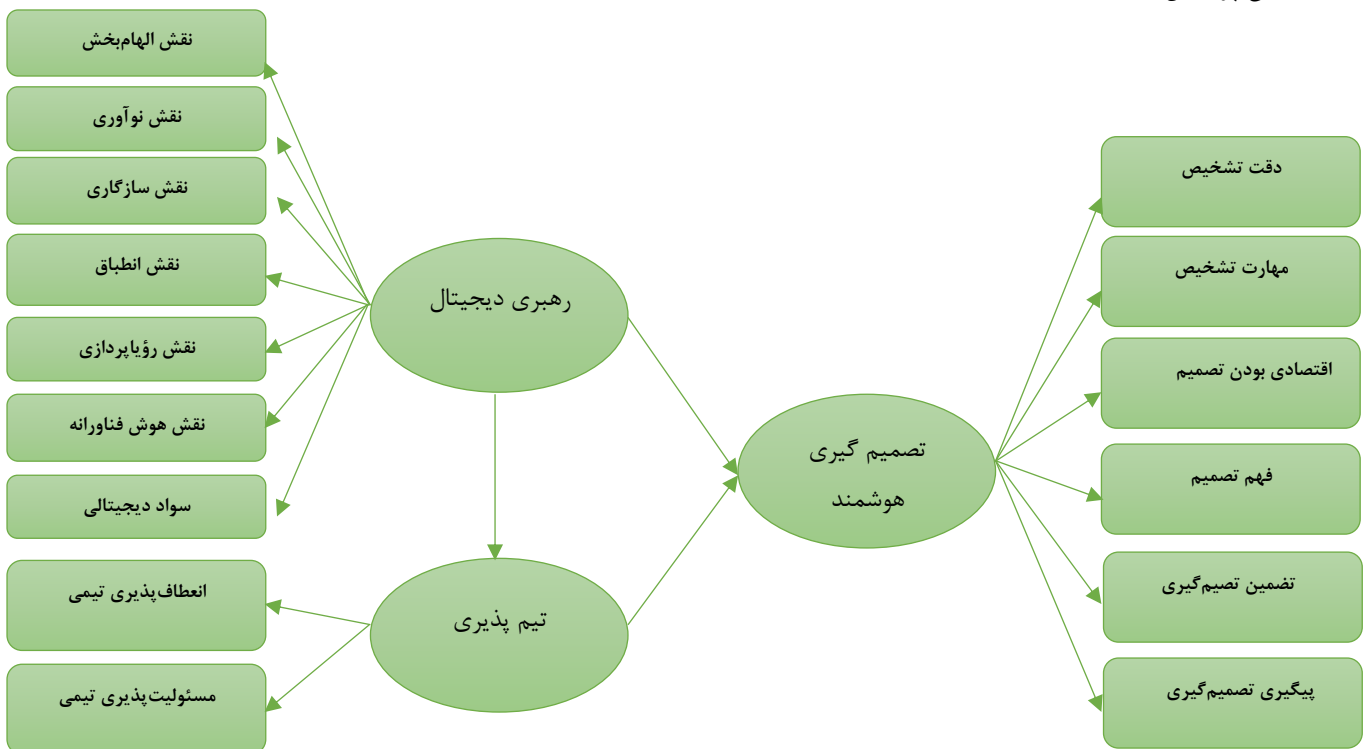 نقش الهام‌بخش
نقش نوآوری
نقش سازگاری
نقش انطباق
نقش رؤیاپردازی
نقش هوش فناورانه
سواد دیجیتالی
انعطاف‌پذیری تیمی
مسئولیت‌پذیری تیمی
رهبری دیجیتال
تیم پذیری
تصمیم گیری
هوشمند
دقت تشخیص
مهارت تشخیص
اقتصادی بودن تصمیم
فهم تصمیم
تضمین تصیم‌گیری
پیگیری تصمیم‌گیری